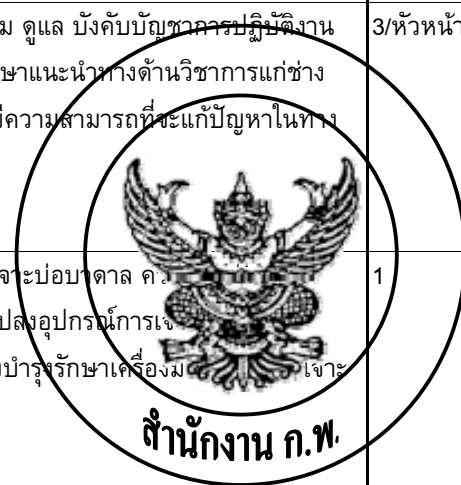 ม ดูแล บังคับบัญชาการปฏิบัติงาน 3/หัวหน้า
ษาแนะนำทางด้านวิชาการแก่ช่าง
มีความสามารถที่จะแก้ปัญหาในทาง
จาะบ่อบาดาล ค 1
ปลงอุปกรณ์การเจ
งบำรุงรักษาเครื่องม เจาะ
สำนักงาน ก.พ.